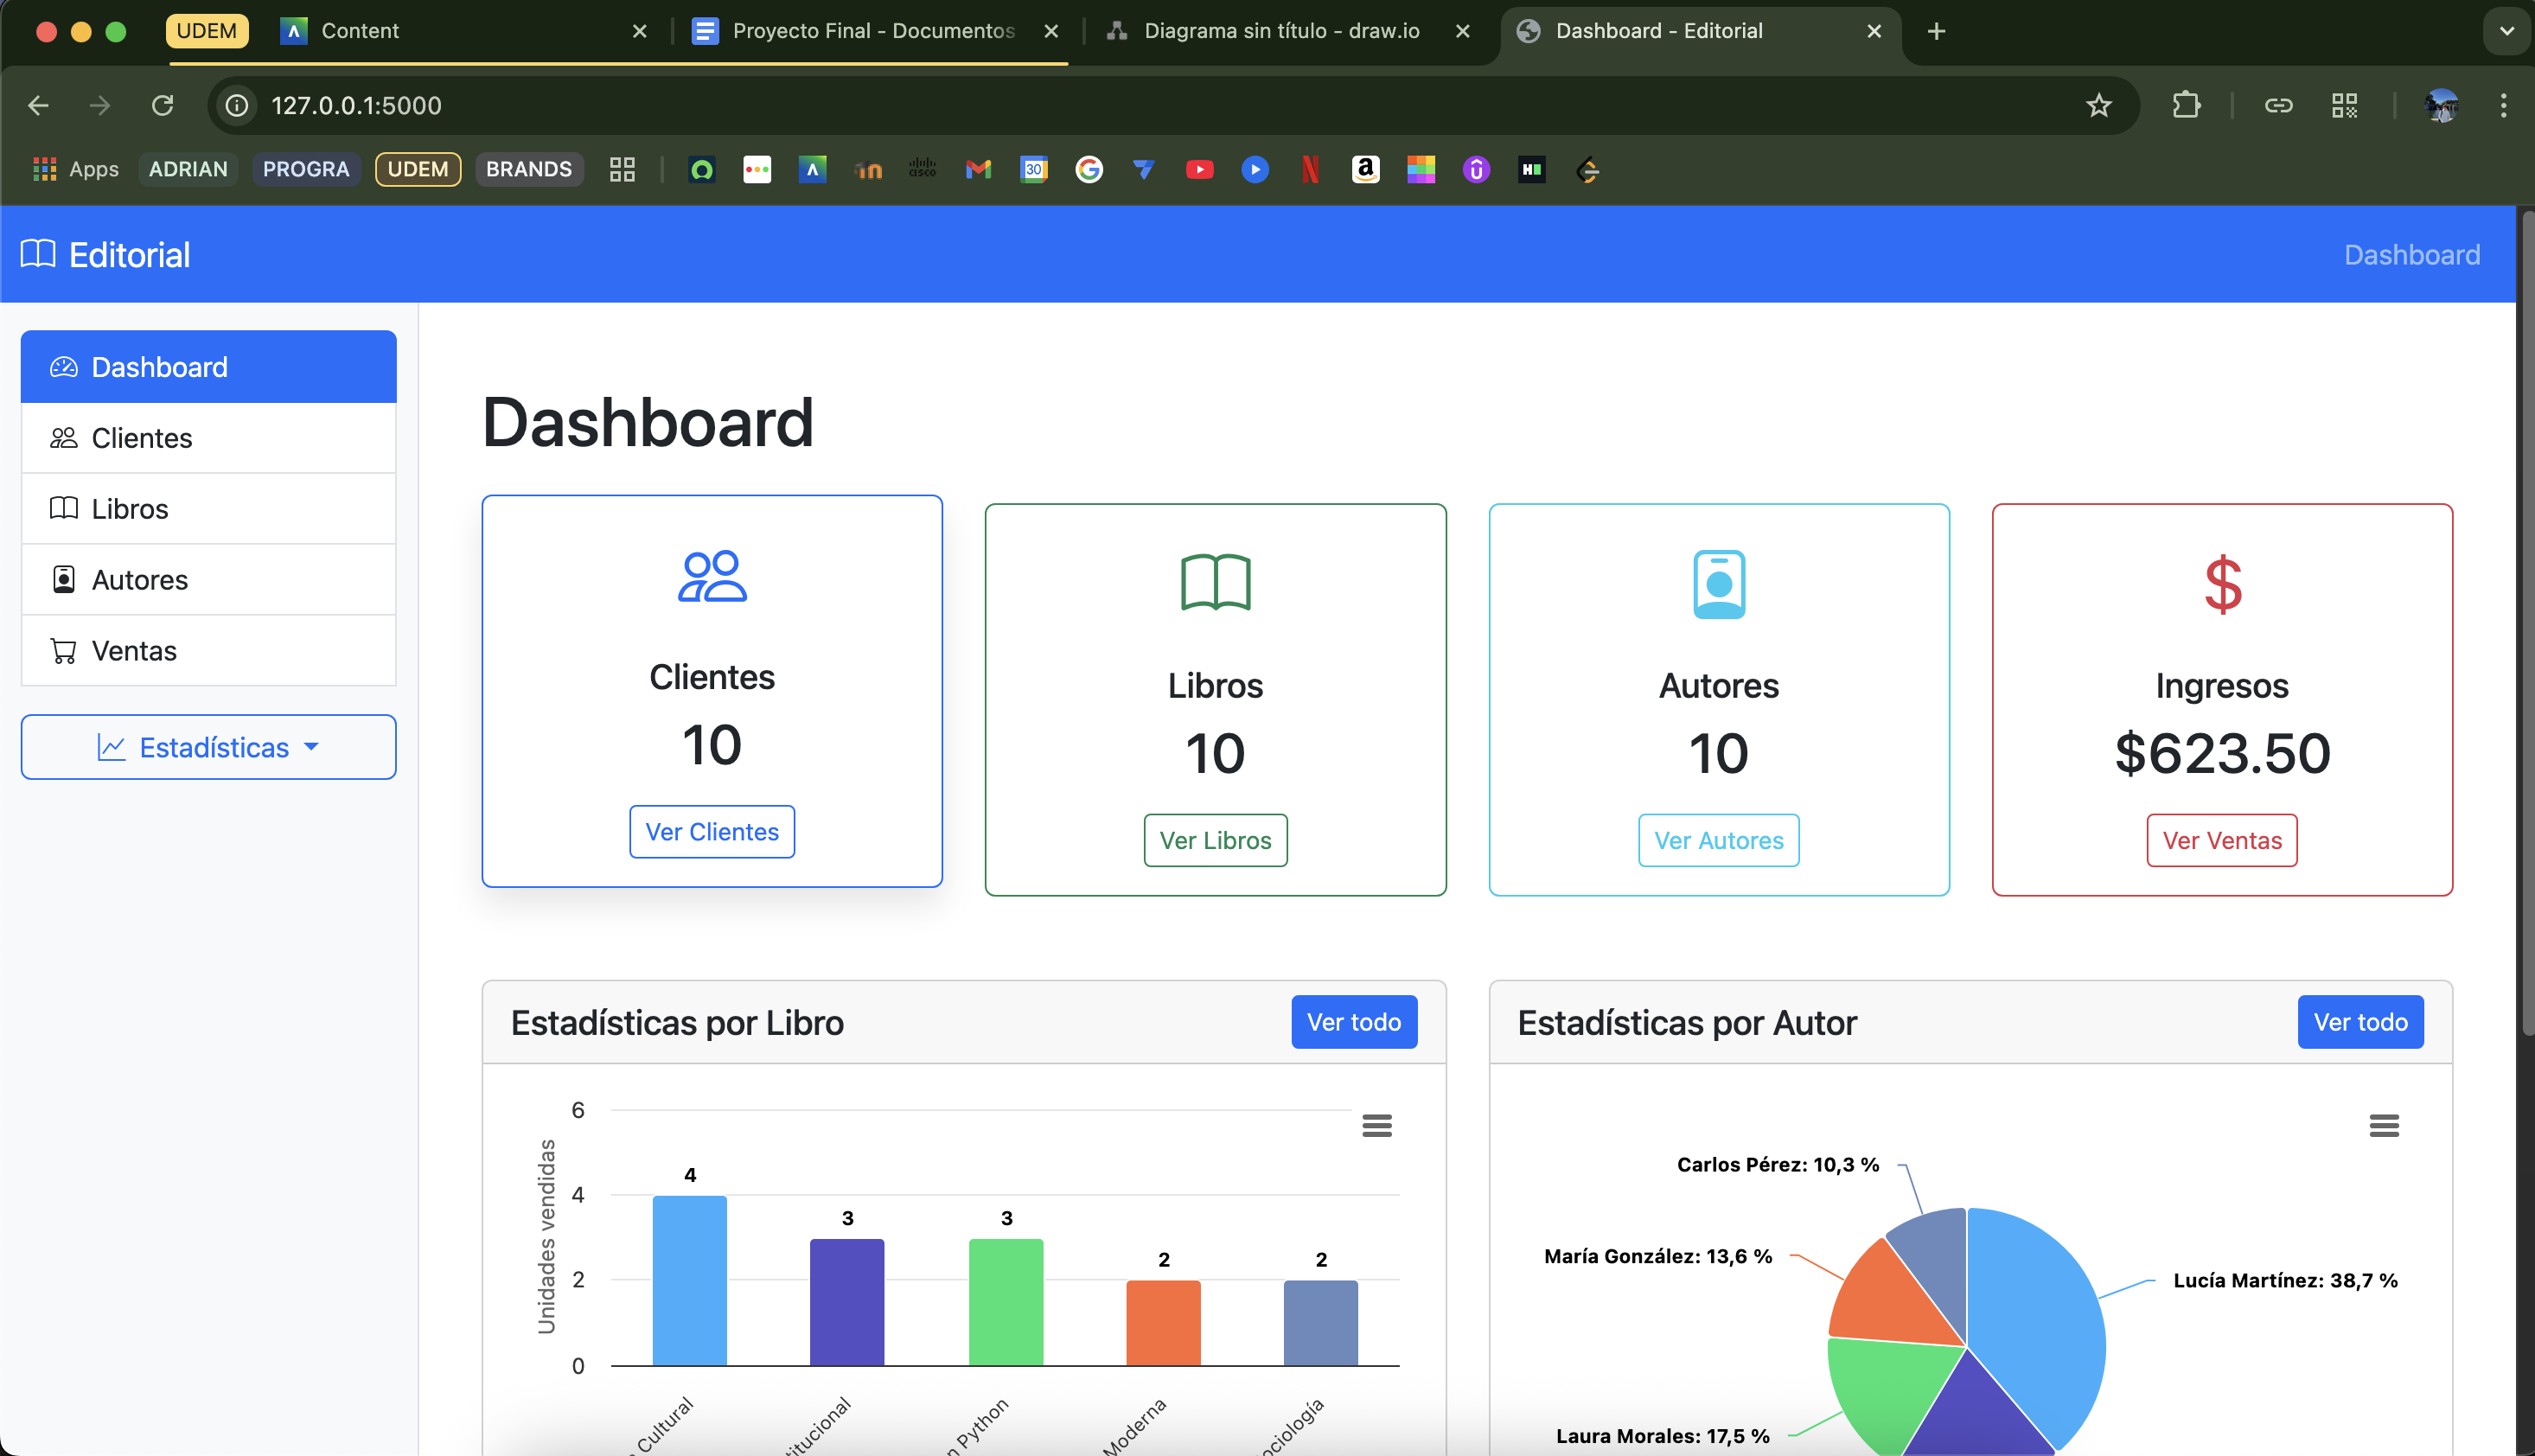 UDEM
Content
Proyecto Final - Documentos
Diagrama sin título - draw.io
Dashboard - Editorial
127.0.0.1:5000
Apps
ADRIAN
PROGRA
UDEM
BRANDS
Editorial
Dashboard
Dashboard
Clientes
Libros
Autores
Ventas
Estadísticas
Dashboard
Clientes
10
Ver Clientes
Libros
10
Ver Libros
Autores
10
Ver Autores
$
Ingresos
$623.50
Ver Ventas
Estadísticas por Libro
Ver todo
Unidades vendidas
6
4
2
0
4
3
3
2
2
Cultural
titucional
n Python
Moderna
ociología
Estadísticas por Autor
Ver todo
Carlos Pérez: 10,3 %
María González: 13,6 %
Lucía Martínez: 38,7 %
Laura Morales: 17,5 %